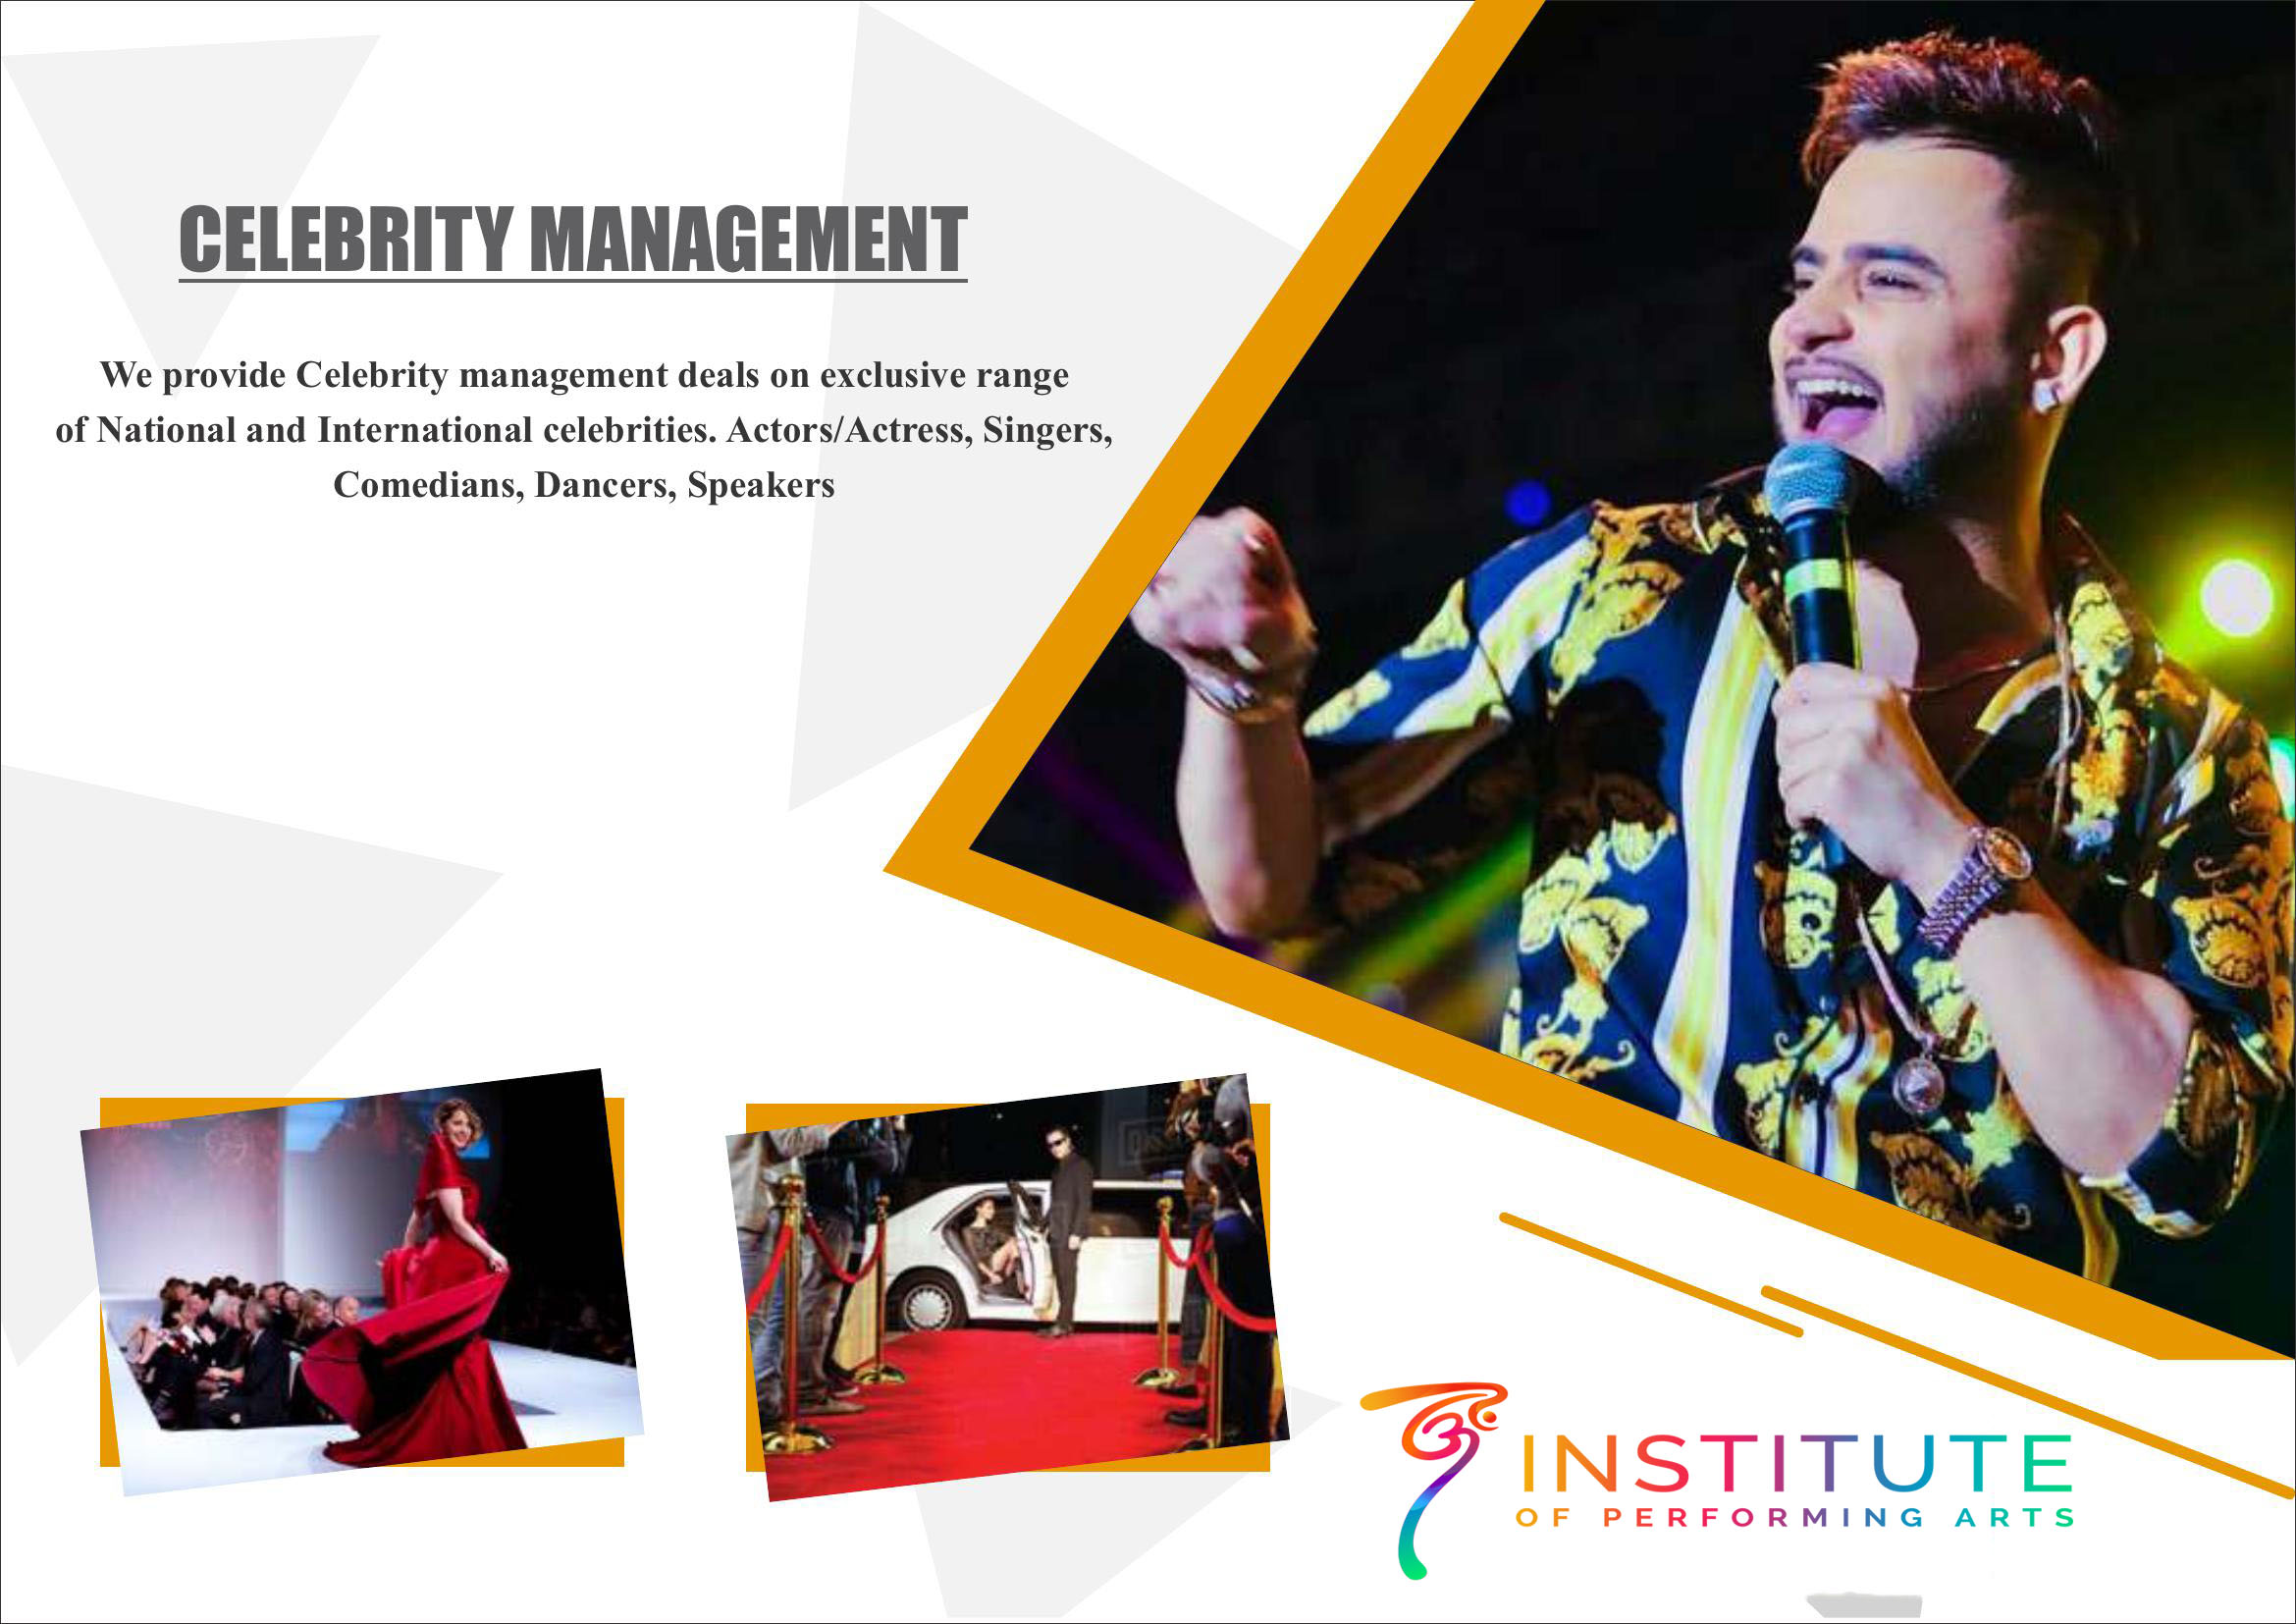 CELEBRITY MANAGEMENT
We provide Celebrity management deals on exclusive range
of National and International celebrities. Actors/Actress, Singers,
Comedians, Dancers, Speakers
INSTITUTE
OF PERFORMING ARTS